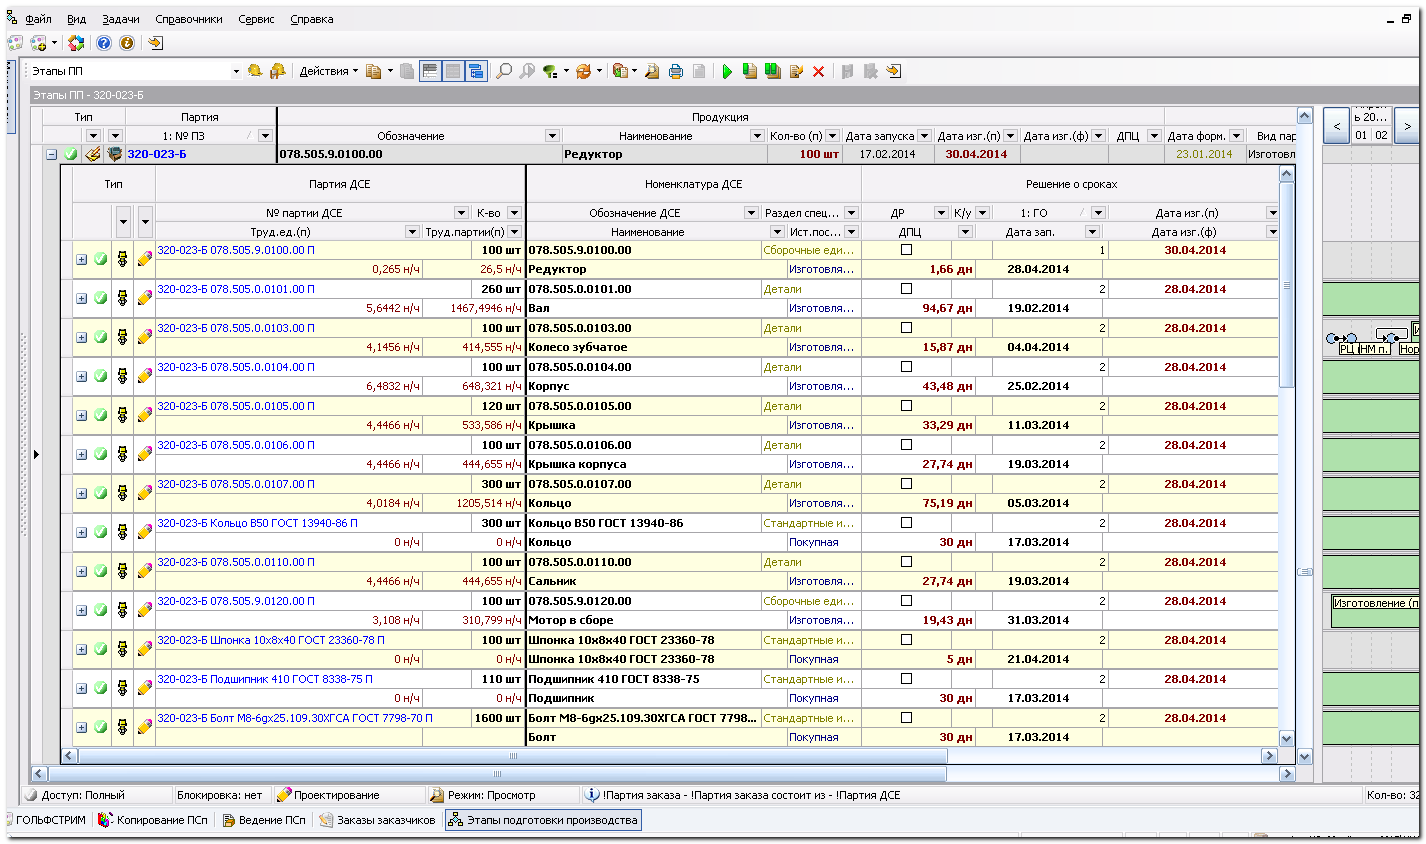 Файл Вид Задачи Справочники Сервис Справка
Этапы ПП Действия
Этапы ПП - 320-023-Б
Тип Партия Продукция
1: № ПЗ Обозначение Наименование Кол-во (п) Дата запуска Дата изг.(п) Дата изг.(ф) ДПЦ Дата форм. Вид пар
320-023-Б 078.505.9.0100.00 Редуктор 100 шт 17.02.2014 30.04.2014 23.01.2014 Изготовл
< ь 20... >
01 02
Тип Партия ДСЕ Номенклатура ДСЕ Решение о сроках
№ партии ДСЕ К-во Обозначение ДСЕ Раздел спец... ДР К/у 1: ГО Дата изг.(п)
Труд.ед.(п) Труд.партии(п) Наименование Ист.пос... ДПЦ Дата зап. Дата изг.(ф)
320-023-Б 078.505.9.0100.00 П 100 шт 078.505.9.0100.00 Сборочные еди... 1 30.04.2014
0,265 н/ч 26,5 н/ч Редуктор Изготовля... 1,66 дн 28.04.2014
320-023-Б 078.505.0.0101.00 П 260 шт 078.505.0.0101.00 Детали 2 28.04.2014
5,6442 н/ч 1467,4946 н/ч Вал Изготовля... 94,67 дн 19.02.2014
320-023-Б 078.505.0.0103.00 П 100 шт 078.505.0.0103.00 Детали 2 28.04.2014
4,1456 н/ч 414,555 н/ч Колесо зубчатое Изготовля... 15,87 дн 04.04.2014
РЦ НМ п. Нор
320-023-Б 078.505.0.0104.00 П 100 шт 078.505.0.0104.00 Детали 2 28.04.2014
6,4832 н/ч 648,321 н/ч Корпус Изготовля... 43,48 дн 25.02.2014
320-023-Б 078.505.0.0105.00 П 120 шт 078.505.0.0105.00 Детали 2 28.04.2014
4,4466 н/ч 533,586 н/ч Крышка Изготовля... 33,29 дн 11.03.2014
320-023-Б 078.505.0.0106.00 П 100 шт 078.505.0.0106.00 Детали 2 28.04.2014
4,4466 н/ч 444,655 н/ч Крышка корпуса Изготовля... 27,74 дн 19.03.2014
320-023-Б 078.505.0.0107.00 П 300 шт 078.505.0.0107.00 Детали 2 28.04.2014
4,0184 н/ч 1205,514 н/ч Кольцо Изготовля... 75,19 дн 05.03.2014
320-023-Б Кольцо В50 ГОСТ 13940-86 П 300 шт Кольцо В50 ГОСТ 13940-86 Стандартные и... 2 28.04.2014
0 н/ч 0 н/ч Кольцо Покупная 30 дн 17.03.2014
320-023-Б 078.505.0.0110.00 П 100 шт 078.505.0.0110.00 Детали 2 28.04.2014
4,4466 н/ч 444,655 н/ч Сальник Изготовля... 27,74 дн 19.03.2014
320-023-Б 078.505.9.0120.00 П 100 шт 078.505.9.0120.00 Сборочные еди... 2 28.04.2014 Изготовление (п
3,108 н/ч 310,799 н/ч Мотор в сборе Изготовля... 19,43 дн 31.03.2014
320-023-Б Шпонка 10x8x40 ГОСТ 23360-78 П 100 шт Шпонка 10x8x40 ГОСТ 23360-78 Стандартные и... 2 28.04.2014
0 н/ч 0 н/ч Шпонка 10x8x40 ГОСТ 23360-78 Покупная 5 дн 21.04.2014
320-023-Б Подшипник 410 ГОСТ 8338-75 П 110 шт Подшипник 410 ГОСТ 8338-75 Стандартные и... 2 28.04.2014
0 н/ч 0 н/ч Подшипник Покупная 30 дн 17.03.2014
320-023-Б Болт М8-6gx25.109.30ХГСА ГОСТ 7798-70 П 1600 шт Болт М8-6gx25.109.30ХГСА ГОСТ 7798... Стандартные и... 2 28.04.2014
Болт Покупная 30 дн 17.03.2014
Доступ: Полный Блокировка: нет Проектирование Режим: Просмотр !Партия заказа - !Партия заказа состоит из - !Партия ДСЕ Кол-во: 32
ГОЛЬФСТРИМ Копирование ПСп Ведение ПСп Заказы заказчиков Этапы подготовки производства